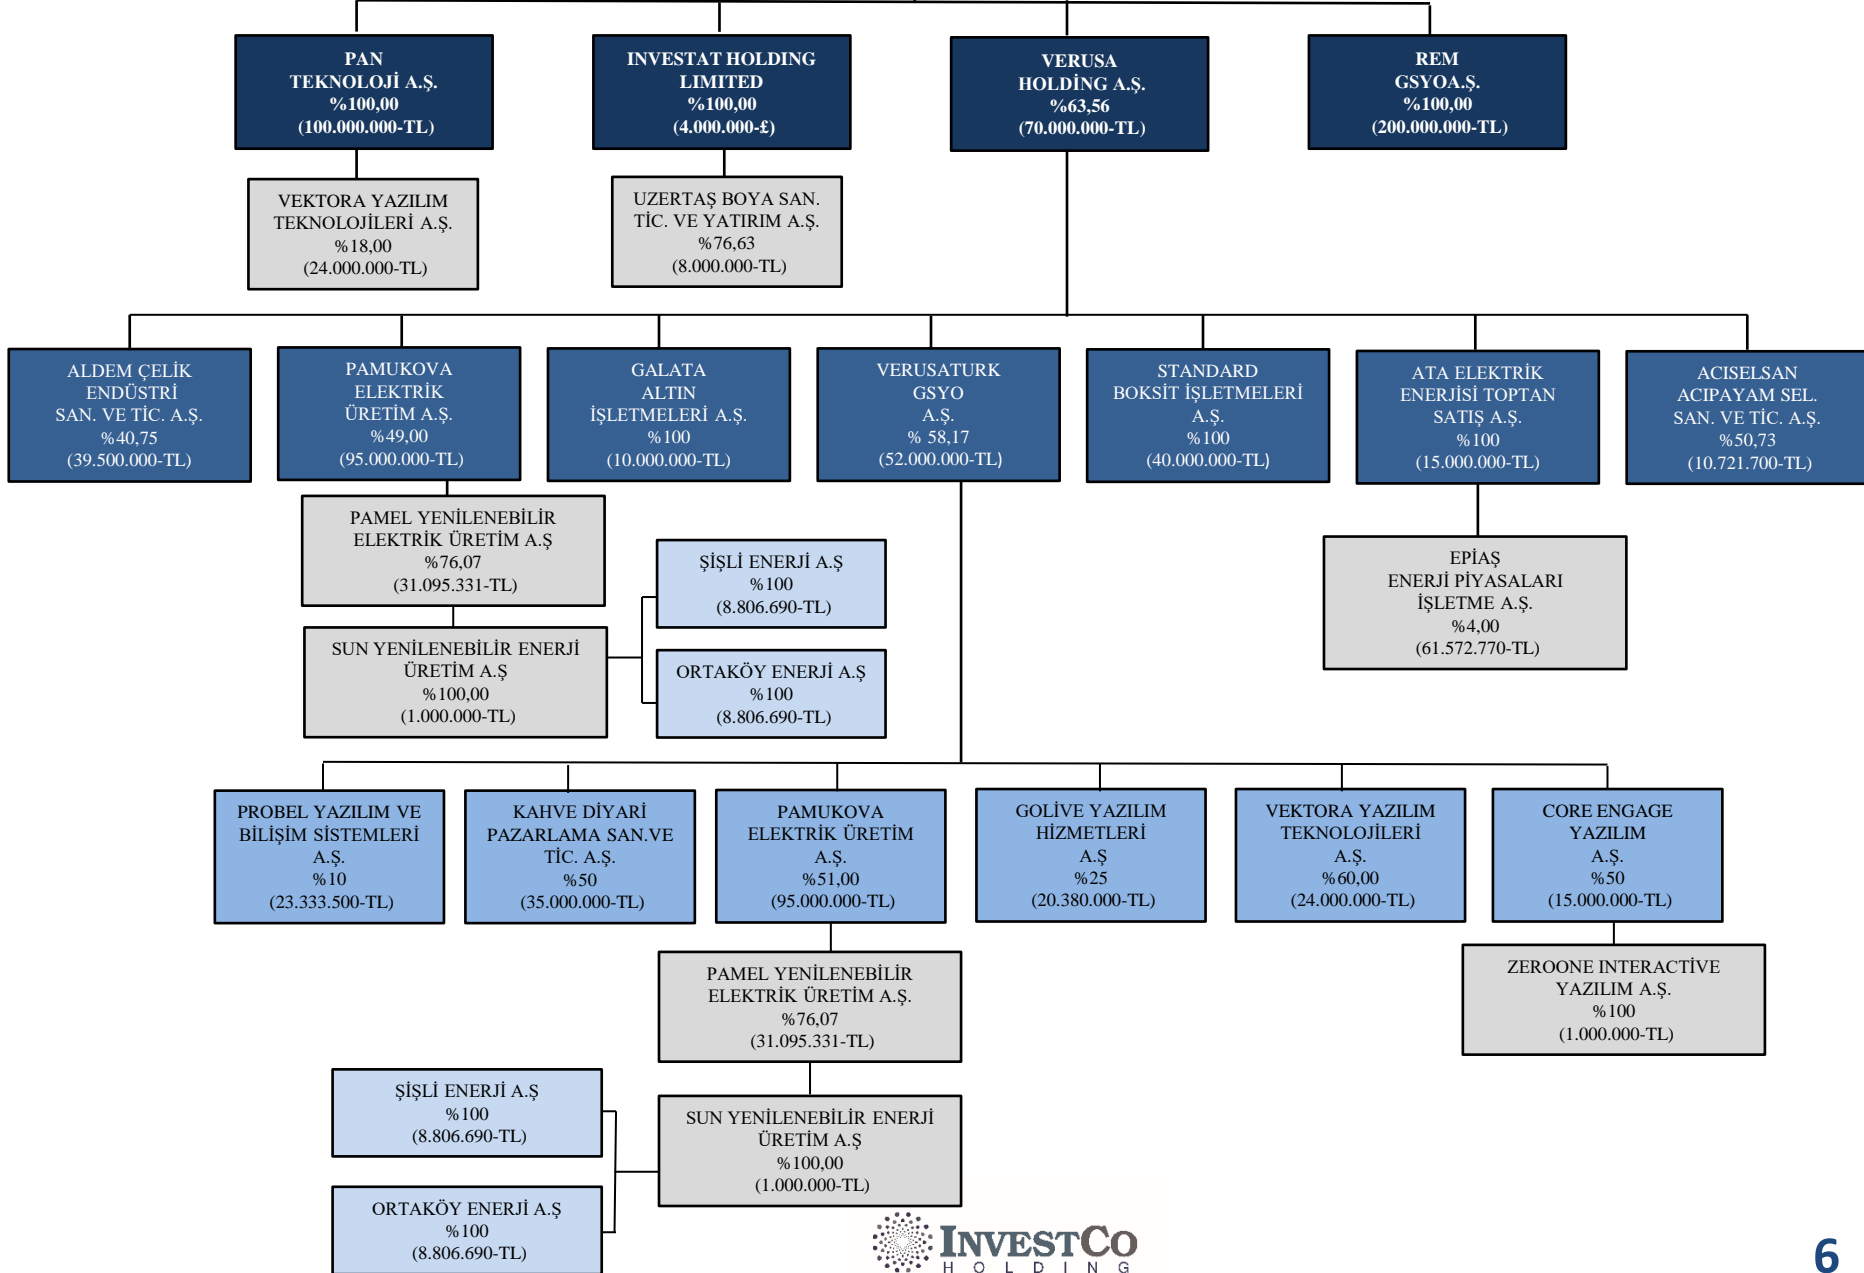 PAN
TEKNOLOJİ A.Ş.
%100,00
(100.000.000-TL)
INVESTAT HOLDING
LIMITED
%100,00
(4.000.000-£)
VERUSA
HOLDİNG A.Ş.
%63,56
(70.000.000-TL)
REM
GSYOA.Ş.
%100,00
(200.000.000-TL)
VEKTORA YAZILIM
TEKNOLOJİLERİ A.Ş.
%18,00
(24.000.000-TL)
UZERTAŞ BOYA SAN.
TİC. VE YATIRIM A.Ş.
%76,63
(8.000.000-TL)
ALDEM ÇELİK
ENDÜSTRİ
SAN. VE TİC. A.Ş.
%40,75
(39.500.000-TL)
PAMUKOVA
ELEKTRİK
ÜRETİM A.Ş.
%49,00
(95.000.000-TL)
GALATA
ALTIN
İŞLETMELERİ A.Ş.
%100
(10.000.000-TL)
VERUSATURK
GSYO
A.Ş.
% 58,17
(52.000.000-TL)
STANDARD
BOKSİT İŞLETMELERİ
A.Ş.
%100
(40.000.000-TL)
ATA ELEKTRİK
ENERJİSİ TOPTAN
SATIŞ A.Ş.
%100
(15.000.000-TL)
ACISELSAN
ACIPAYAM SEL.
SAN. VE TİC. A.Ş.
%50,73
(10.721.700-TL)
PAMEL YENİLENEBİLİR
ELEKTRİK ÜRETİM A.Ş
%76,07
(31.095.331-TL)
SUN YENİLENEBİLİR ENERJİ
ÜRETİM A.Ş
%100,00
(1.000.000-TL)
ŞİŞLİ ENERJİ A.Ş
%100
(8.806.690-TL)
ORTAKÖY ENERJİ A.Ş
%100
(8.806.690-TL)
EPİAŞ
ENERJİ PİYASALARI
İŞLETME A.Ş.
%4,00
(61.572.770-TL)
PROBEL YAZILIM VE
BİLİŞİM SİSTEMLERİ
A.Ş.
%10
(23.333.500-TL)
KAHVE DİYARİ
PAZARLAMA SAN.VE
TİC. A.Ş.
%50
(35.000.000-TL)
PAMUKOVA
ELEKTRİK ÜRETİM
A.Ş.
%51,00
(95.000.000-TL)
GOLİVE YAZILIM
HİZMETLERİ
A.Ş
%25
(20.380.000-TL)
VEKTORA YAZILIM
TEKNOLOJİLERİ
A.Ş.
%60,00
(24.000.000-TL)
CORE ENGAGE
YAZILIM
A.Ş.
%50
(15.000.000-TL)
PAMEL YENİLENEBİLİR
ELEKTRİK ÜRETİM A.Ş.
%76,07
(31.095.331-TL)
ZEROONE INTERACTİVE
YAZILIM A.Ş.
%100
(1.000.000-TL)
ŞİŞLİ ENERJİ A.Ş
%100
(8.806.690-TL)
SUN YENİLENEBİLİR ENERJİ
ÜRETİM A.Ş
%100,00
(1.000.000-TL)
ORTAKÖY ENERJİ A.Ş
%100
(8.806.690-TL)
INVESTCO
HOLDING
6